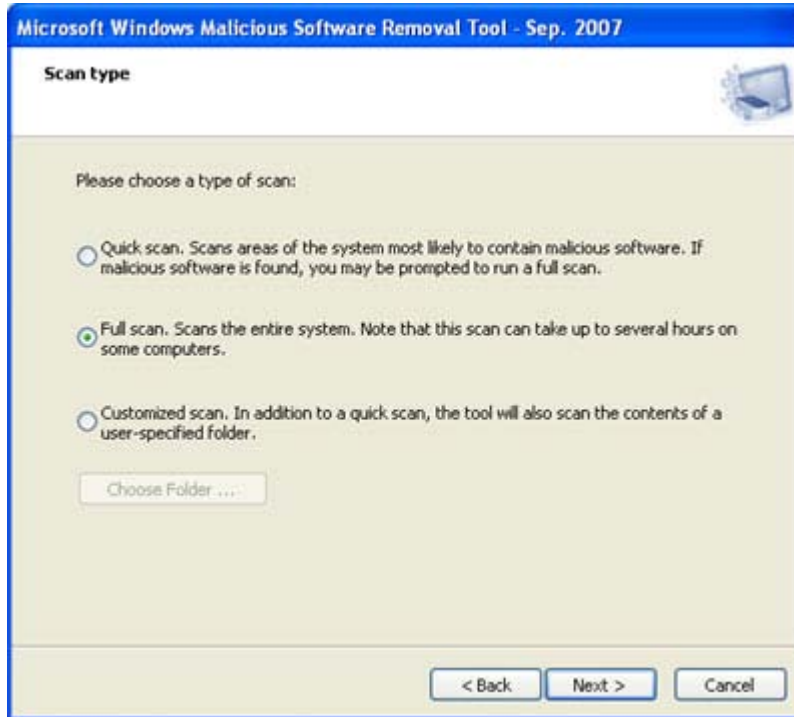 Microsoft Windows Malicious Software Removal Tool - Sep. 2007
Scan type
Please choose a type of scan:
Quick scan. Scans areas of the system most likely to contain malicious software. If
malicious software is found, you may be prompted to run a full scan.
Full scan. Scans the entire system. Note that this scan can take up to several hours on
some computers.
Customized scan. In addition to a quick scan, the tool will also scan the contents of a
user-specified folder.
Choose Folder ...
< Back
Next >
Cancel